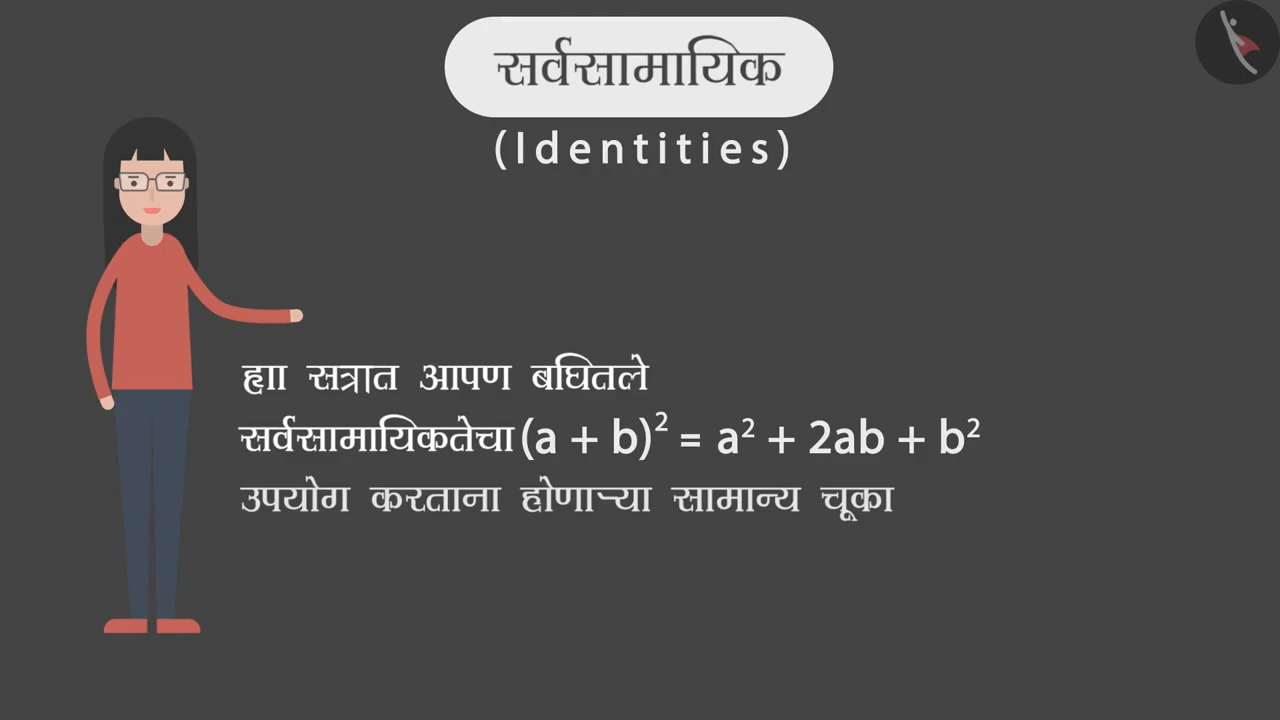 सर्वसामायिक
(Identities)
ह्या सत्रात आपण बघितले
सर्वसामायिकतेचा (a + b)² = a² + 2ab + b²
उपयोग करताना होणाऱ्या सामान्य चूका